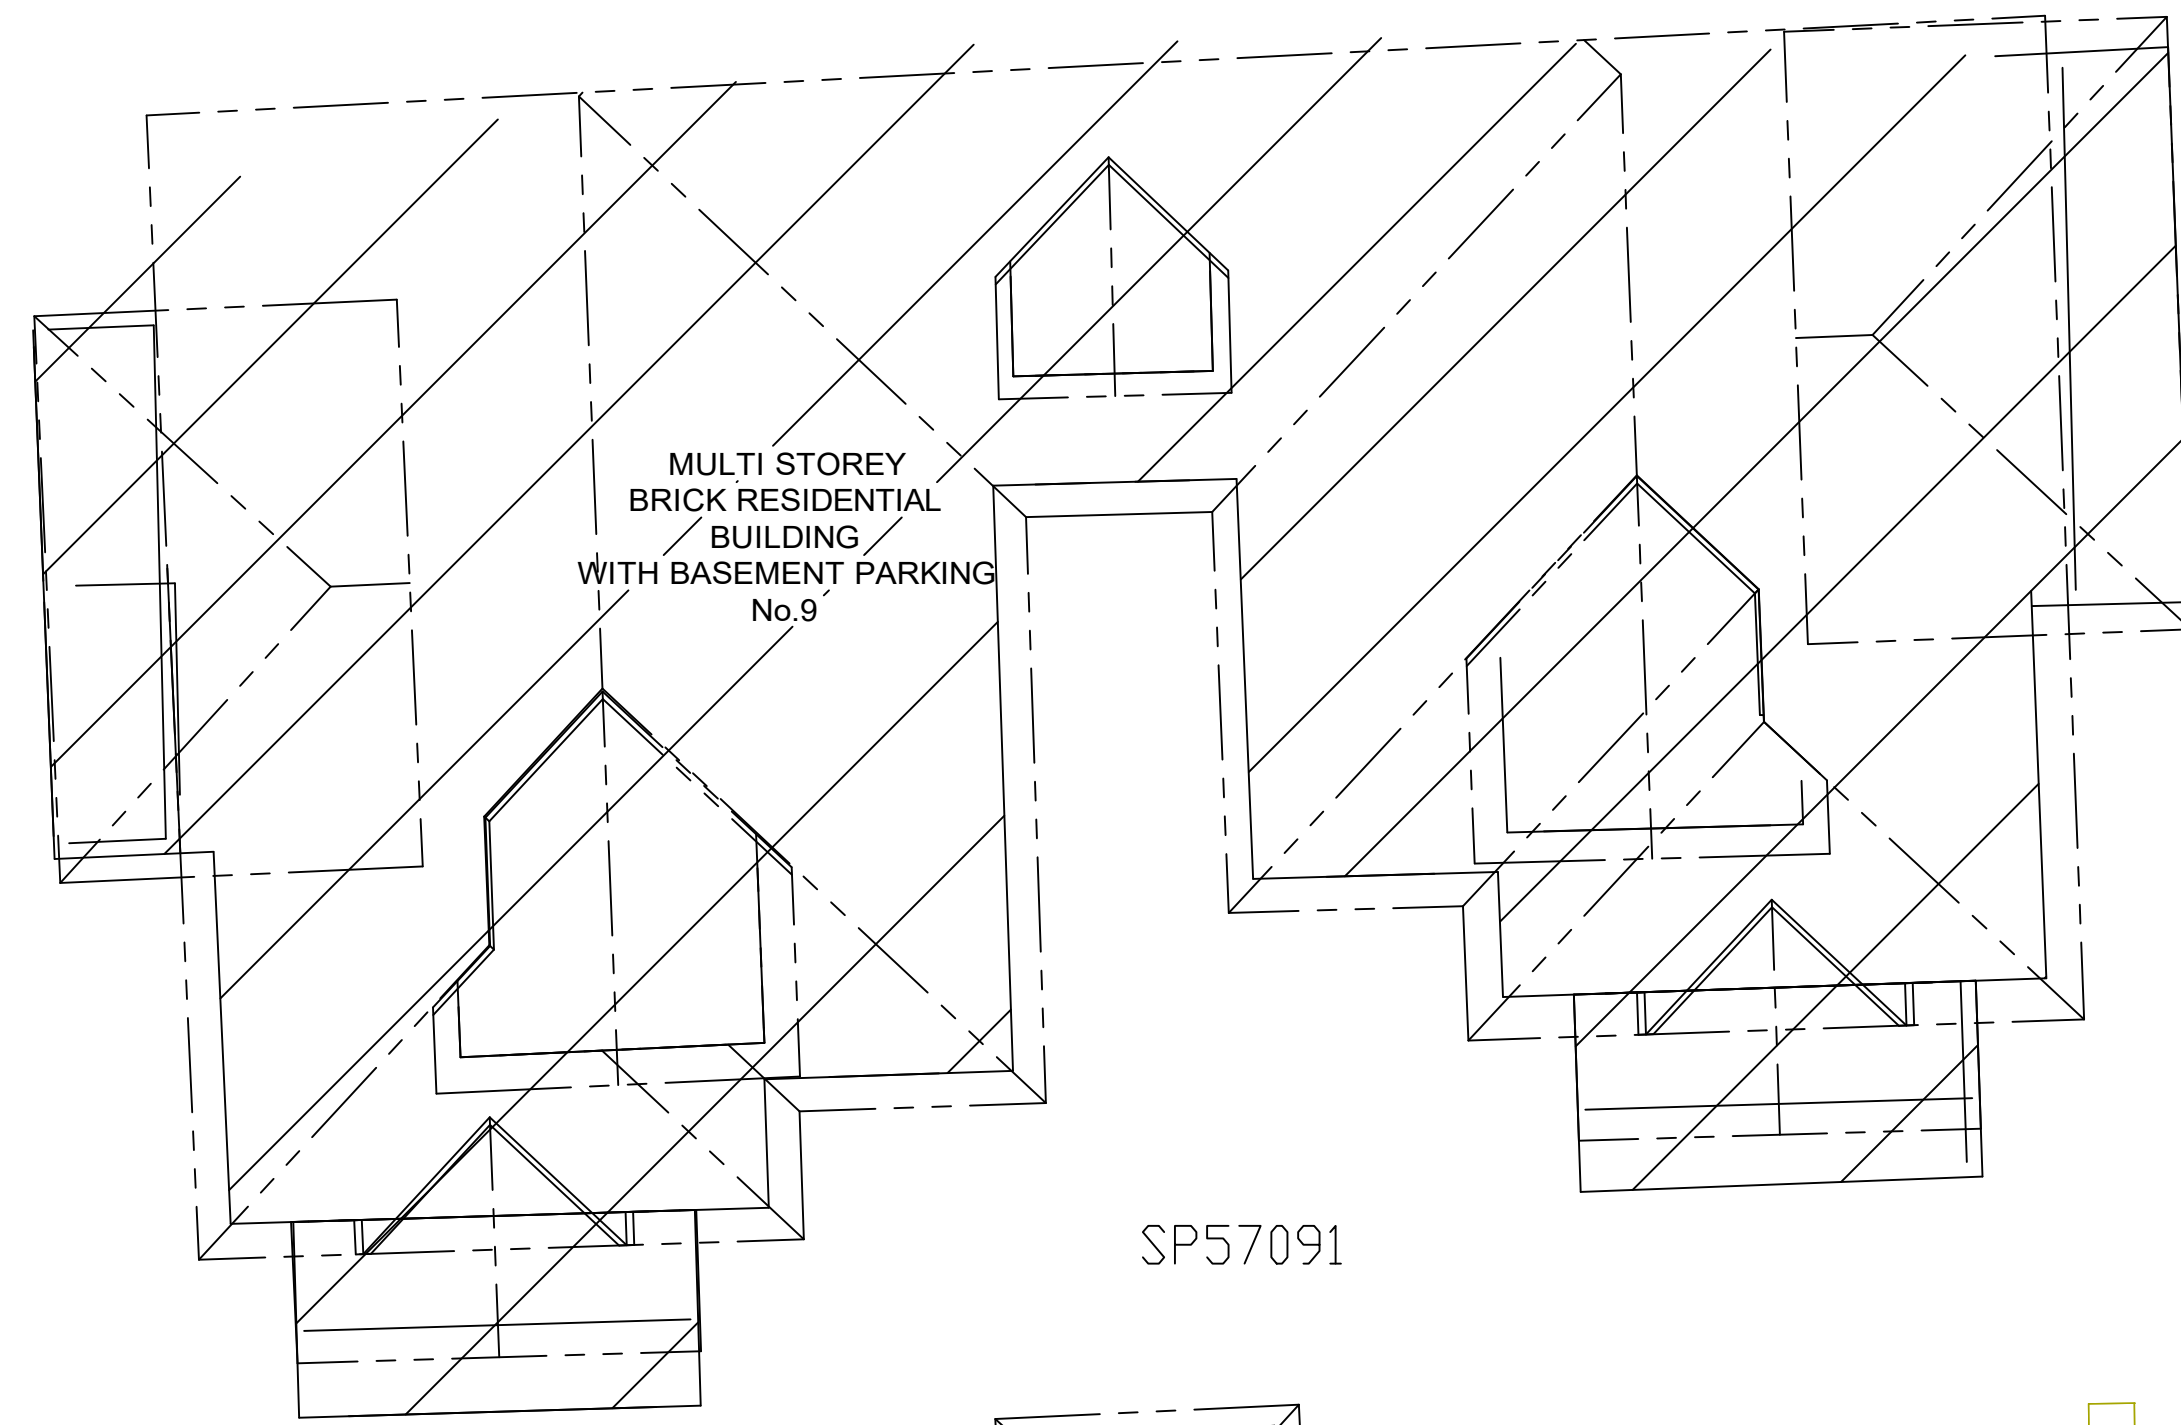 MULTI STOREY
BRICK RESIDENTIAL
BUILDING
WITH BASEMENT PARKING
No.9
SP57091